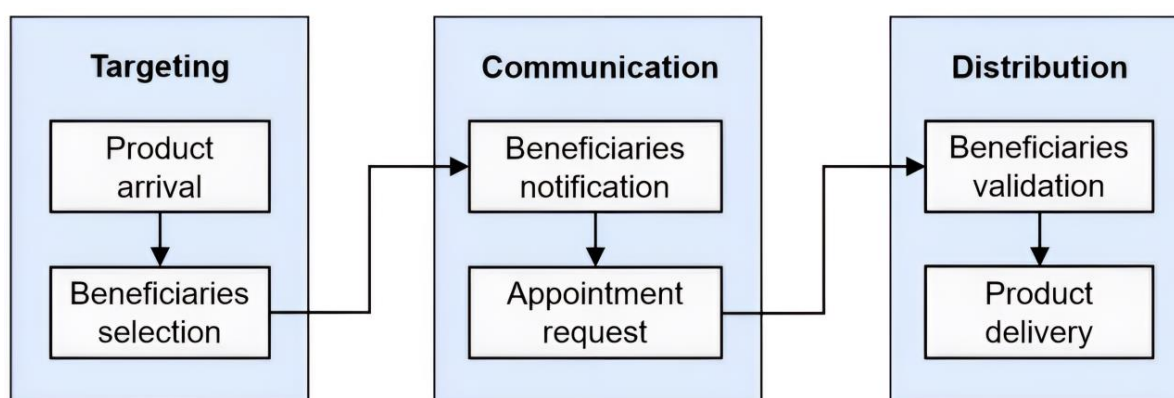 Targeting
Product
arrival
Beneficiaries
selection
Communication
Beneficiaries
notification
Appointment
request
Distribution
Beneficiaries
validation
Product
delivery